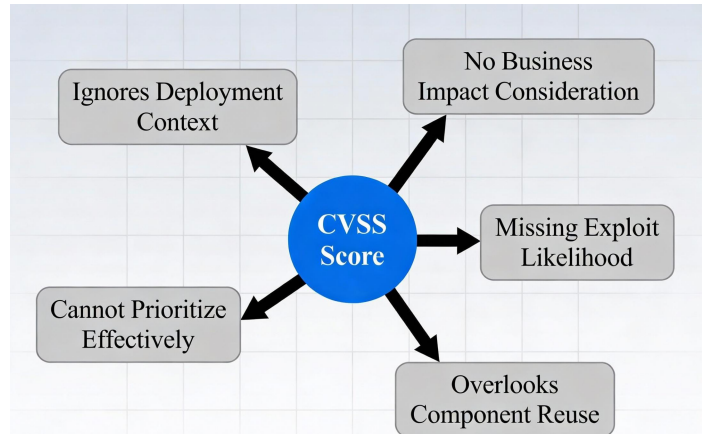 No Business
Impact Consideration
Ignores Deployment
Context
CVSS
Score
Missing Exploit
Likelihood
Cannot Prioritize
Effectively
Overlooks
Component Reuse